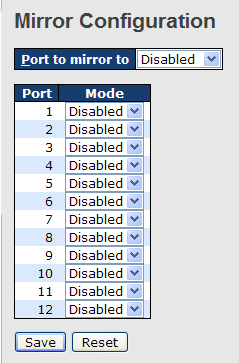 Mirror Configuration
Port to mirror to Disabled
Port Mode
1 Disabled
2 Disabled
3 Disabled
4 Disabled
5 Disabled
6 Disabled
7 Disabled
8 Disabled
9 Disabled
10 Disabled
11 Disabled
12 Disabled
Save Reset